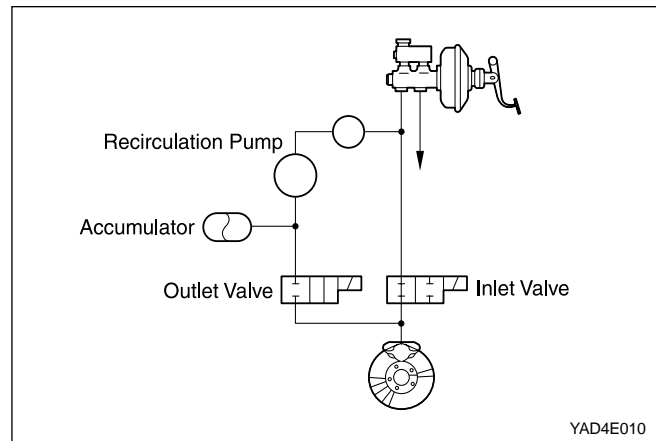 Recirculation Pump
Accumulator
Outlet Valve
Inlet Valve
YAD4E010